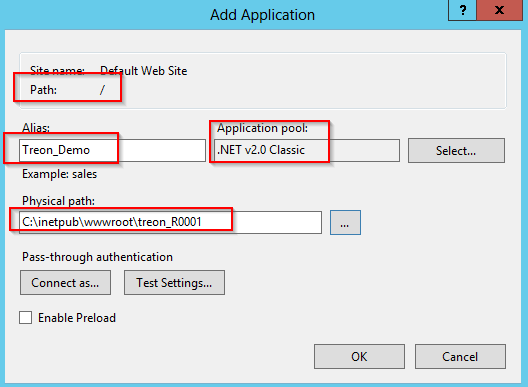 Add Application
?
x
Site name: Default Web Site
Path: /
Alias:
Application pool:
Treon_Demo
.NET v2.0 Classic
Select...
Example: sales
Physical path:
C:\inetpub\wwwroot\treon_R0001
...
Pass-through authentication
Connect as...
Test Settings...
Enable Preload
OK
Cancel